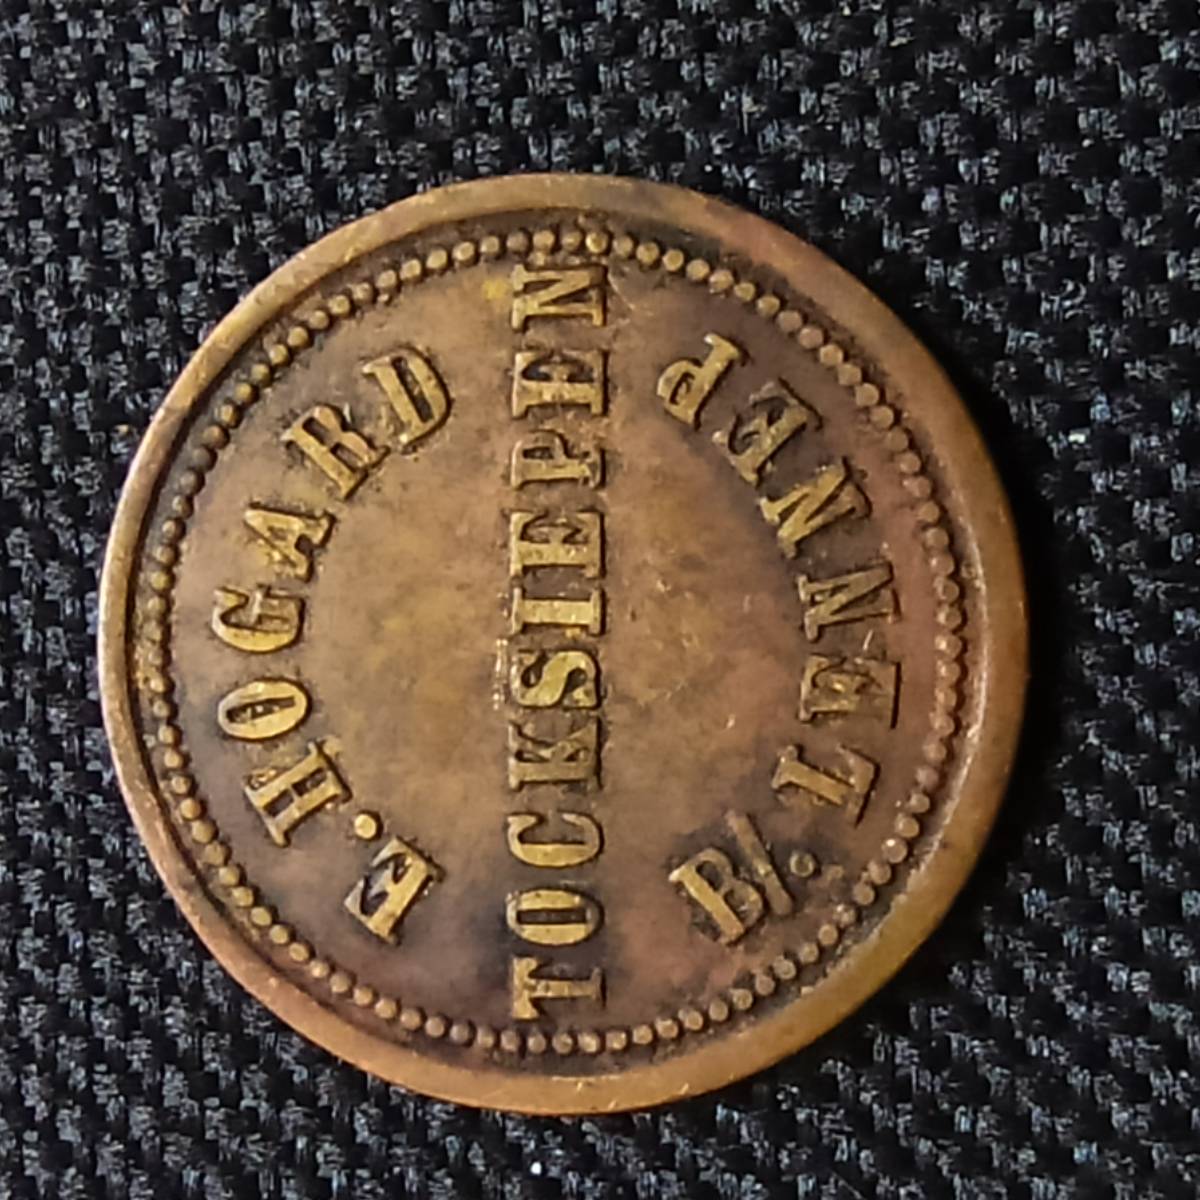 E. HOGARD
TOCKSIEPEN.
B/. LENNEP